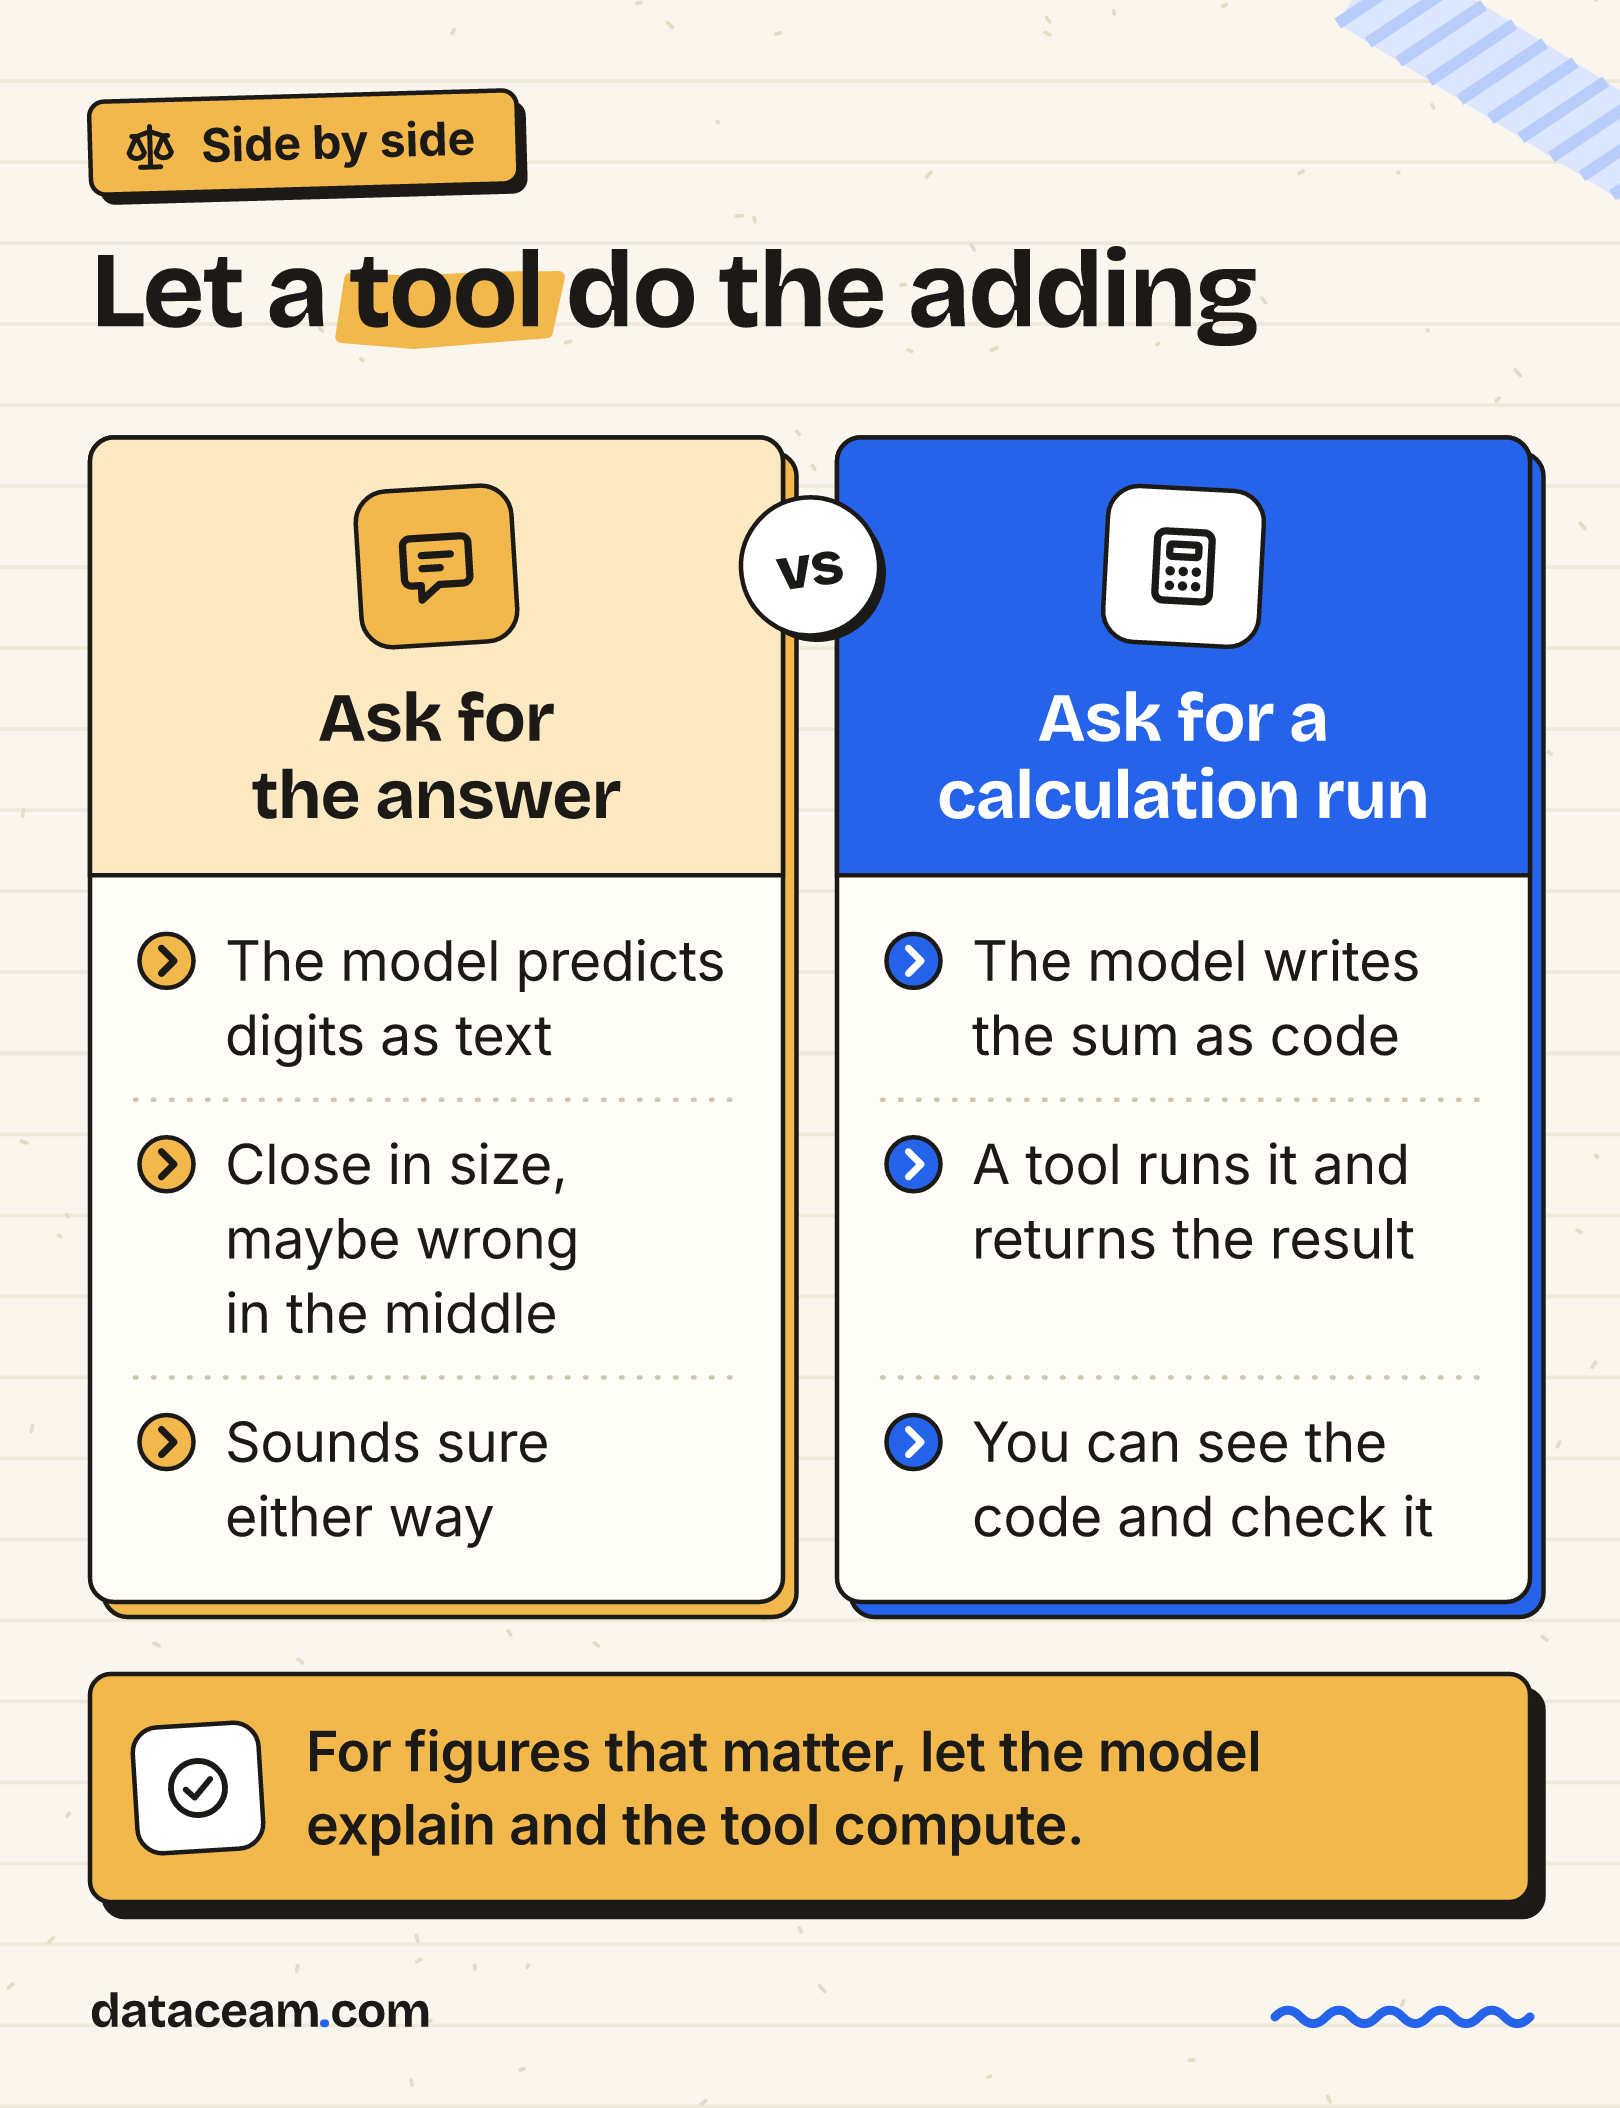 Side by side
Let a tool do the adding
vs
Ask for
the answer
The model predicts
digits as text
Close in size,
maybe wrong
in the middle
Sounds sure
either way
Ask for a
calculation run
The model writes
the sum as code
A tool runs it and
returns the result
You can see the
code and check it
For figures that matter, let the model
explain and the tool compute.
dataceam.com